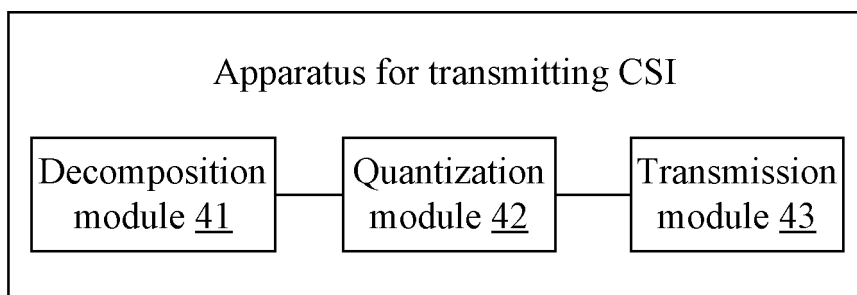 Apparatus for transmitting CSI
Decomposition
module 41
Quantization
module 42
Transmission
module 43